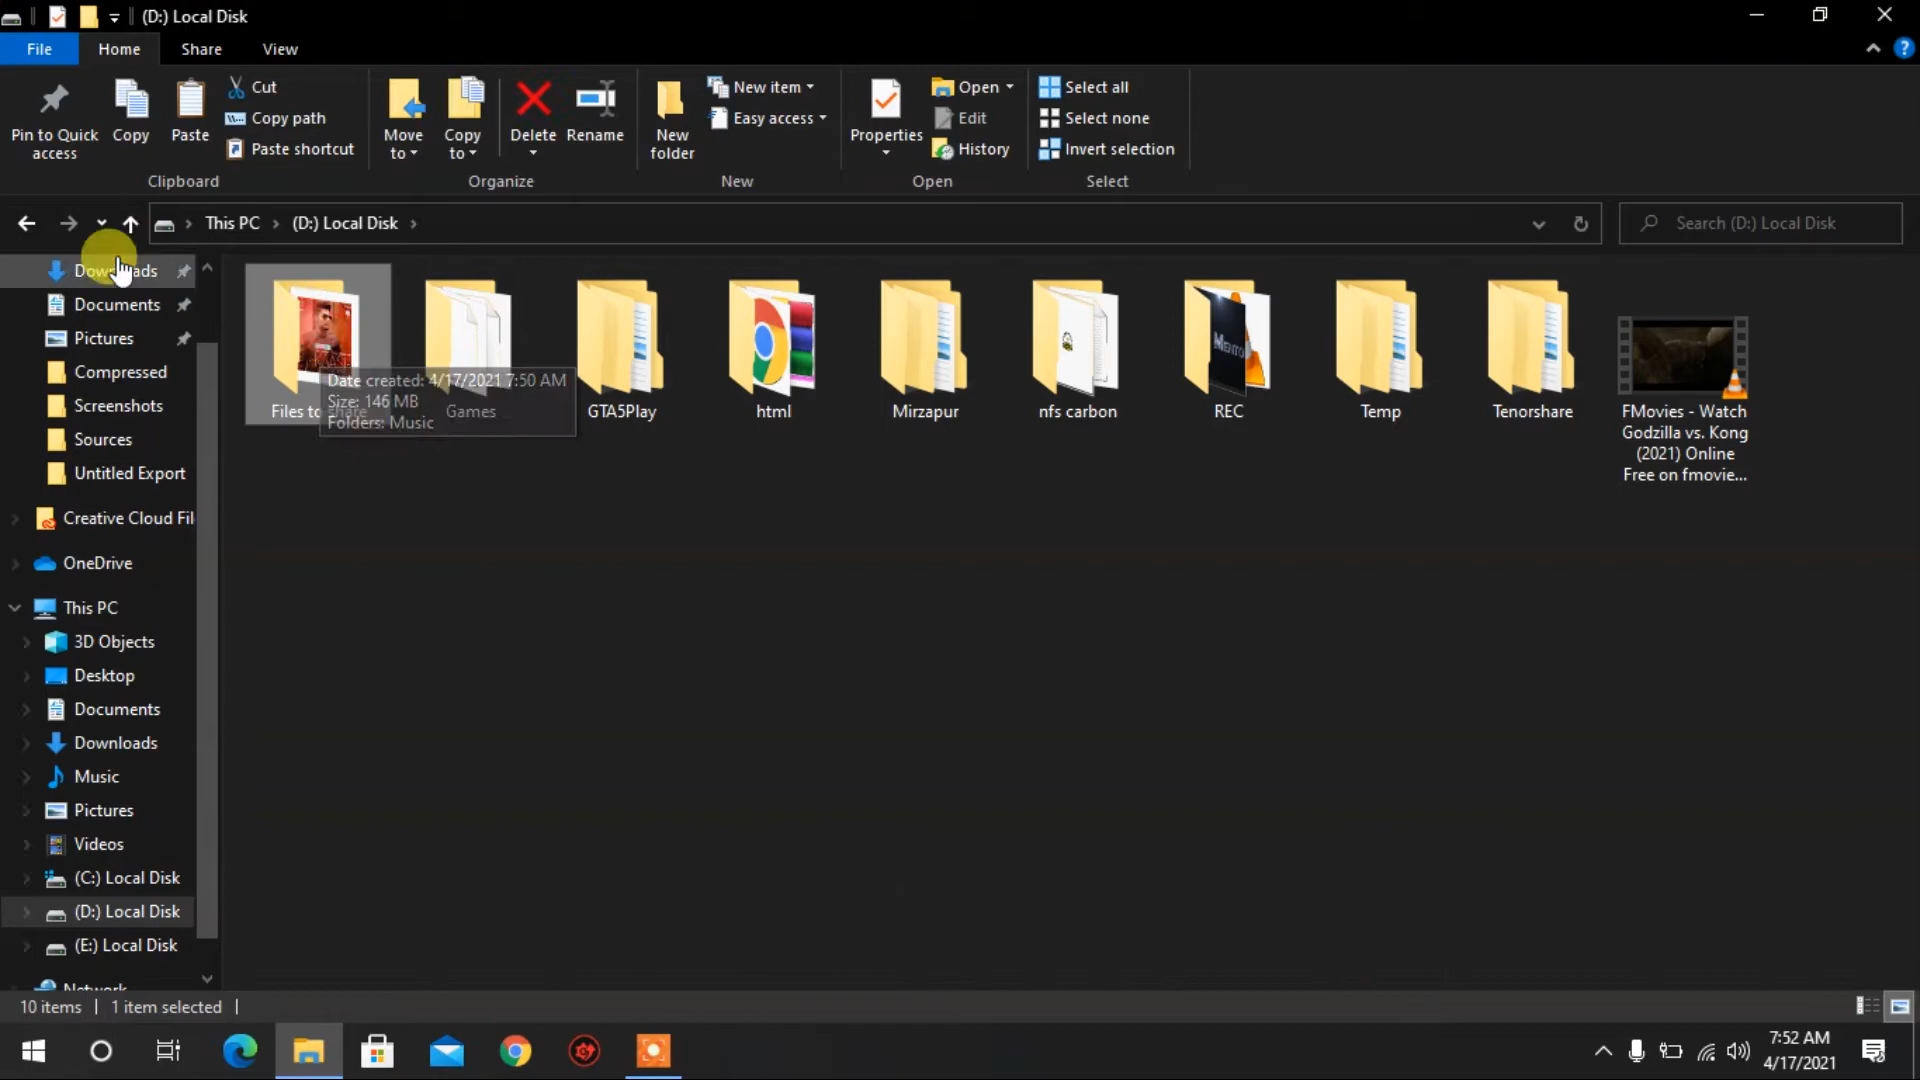 (D:) Local Disk
File Home Share View
Pin to Quick access
Copy
Paste
Cut
Copy path
Paste shortcut
Clipboard
Move to
Copy to
Delete
Rename
Organize
New folder
New item
Easy access
New
Properties
Open
Edit
History
Open
Select all
Select none
Invert selection
Select
This PC > (D:) Local Disk >
Search (D:) Local Disk
Downloads
Documents
Pictures
Compressed
Screenshots
Sources
Untitled Export
Creative Cloud Fil
OneDrive
This PC
3D Objects
Desktop
Documents
Downloads
Music
Pictures
Videos
(C:) Local Disk
(D:) Local Disk
(E:) Local Disk
Network
Files to share
Games
GTA5Play
html
Mirzapur
nfs carbon
REC
Temp
Tenorshare
FMovies - Watch
Godzilla vs. Kong
(2021) Online
Free on fmovie...
Date created: 4/17/2021 7:50 AM
Size: 146 MB
Folders: Music
10 items 1 item selected
7:52 AM
4/17/2021